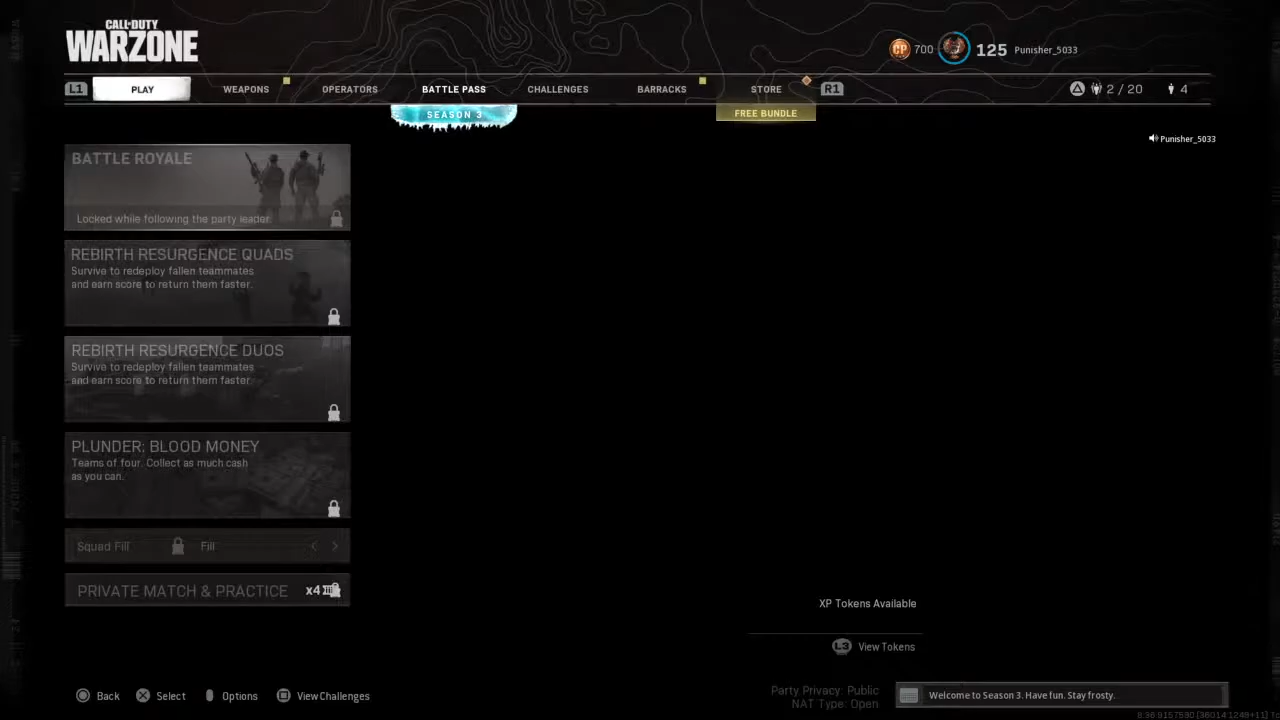 CALL OF DUTY
WARZONE
CP 700 125 Punisher_5033
L1 PLAY WEAPONS OPERATORS BATTLE PASS CHALLENGES BARRACKS STORE R1 2 / 20 4
SEASON 3 FREE BUNDLE
Punisher_5033
BATTLE ROYALE
Locked while following the party leader.
REBIRTH RESURGENCE QUADS
Survive to redeploy fallen teammates
and earn score to return them faster.
REBIRTH RESURGENCE DUOS
Survive to redeploy fallen teammates
and earn score to return them faster.
PLUNDER: BLOOD MONEY
Teams of four. Collect as much cash
as you can.
Squad Fill Fill
PRIVATE MATCH & PRACTICE x4
XP Tokens Available
L3 View Tokens
Back Select Options View Challenges
Party Privacy: Public
NAT Type: Open
Welcome to Season 3. Have fun. Stay frosty.